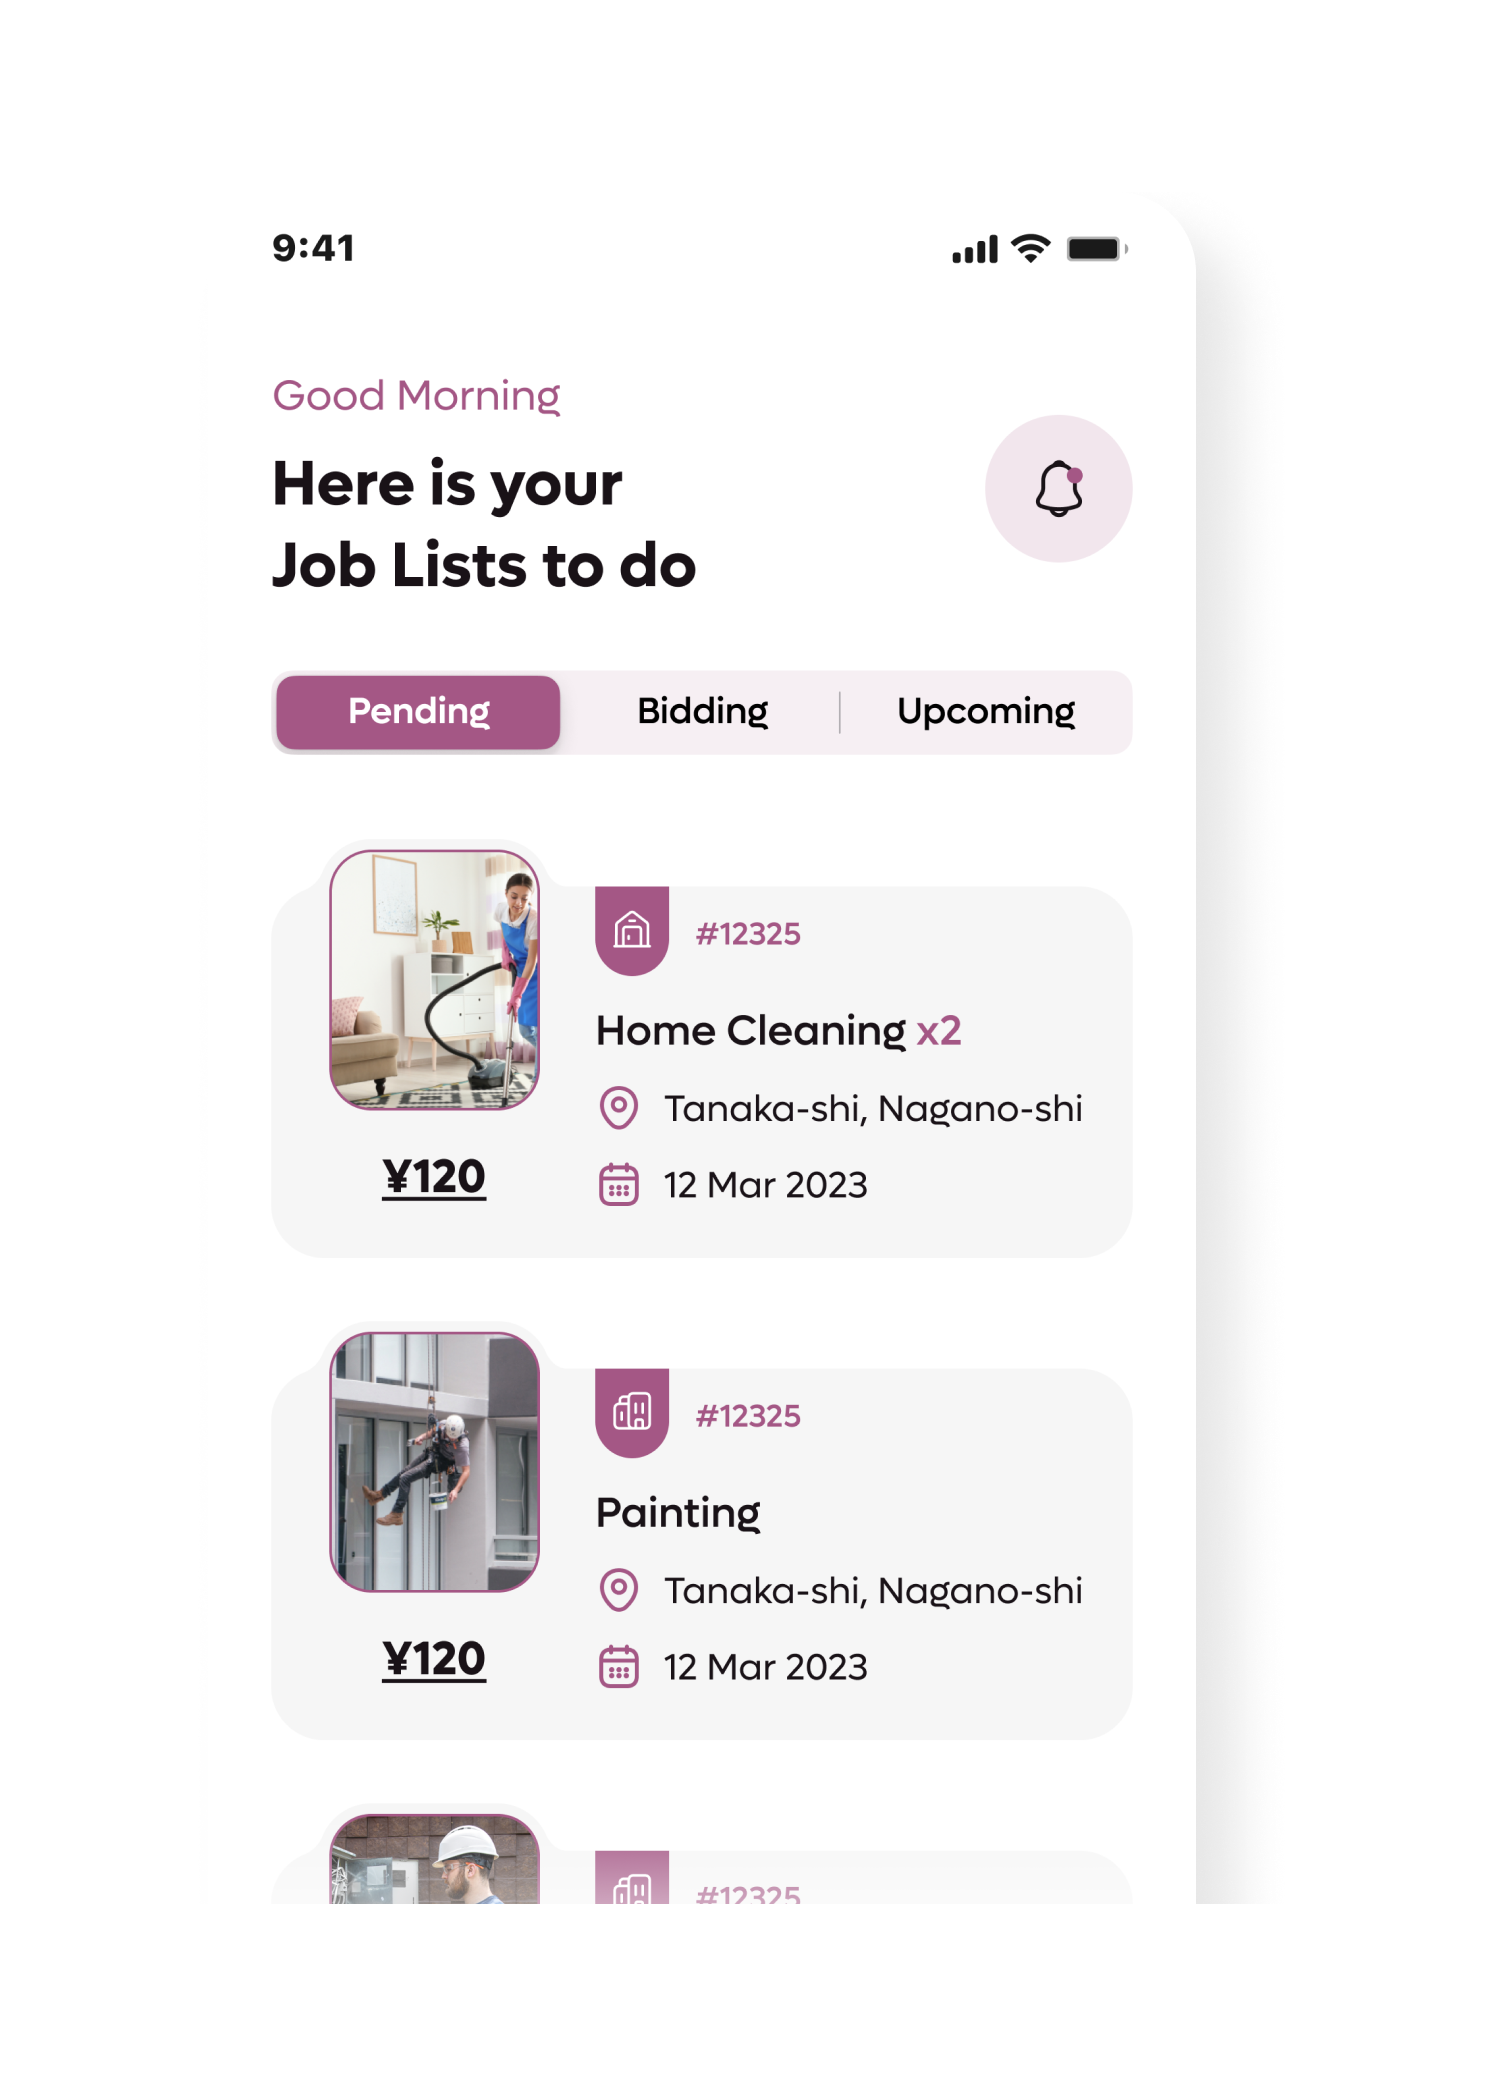 9:41
Good Morning
Here is your
Job Lists to do
Pending Bidding Upcoming
#12325
Home Cleaning x2
Tanaka-shi, Nagano-shi
¥120
12 Mar 2023
#12325
Painting
Tanaka-shi, Nagano-shi
¥120
12 Mar 2023
#12325